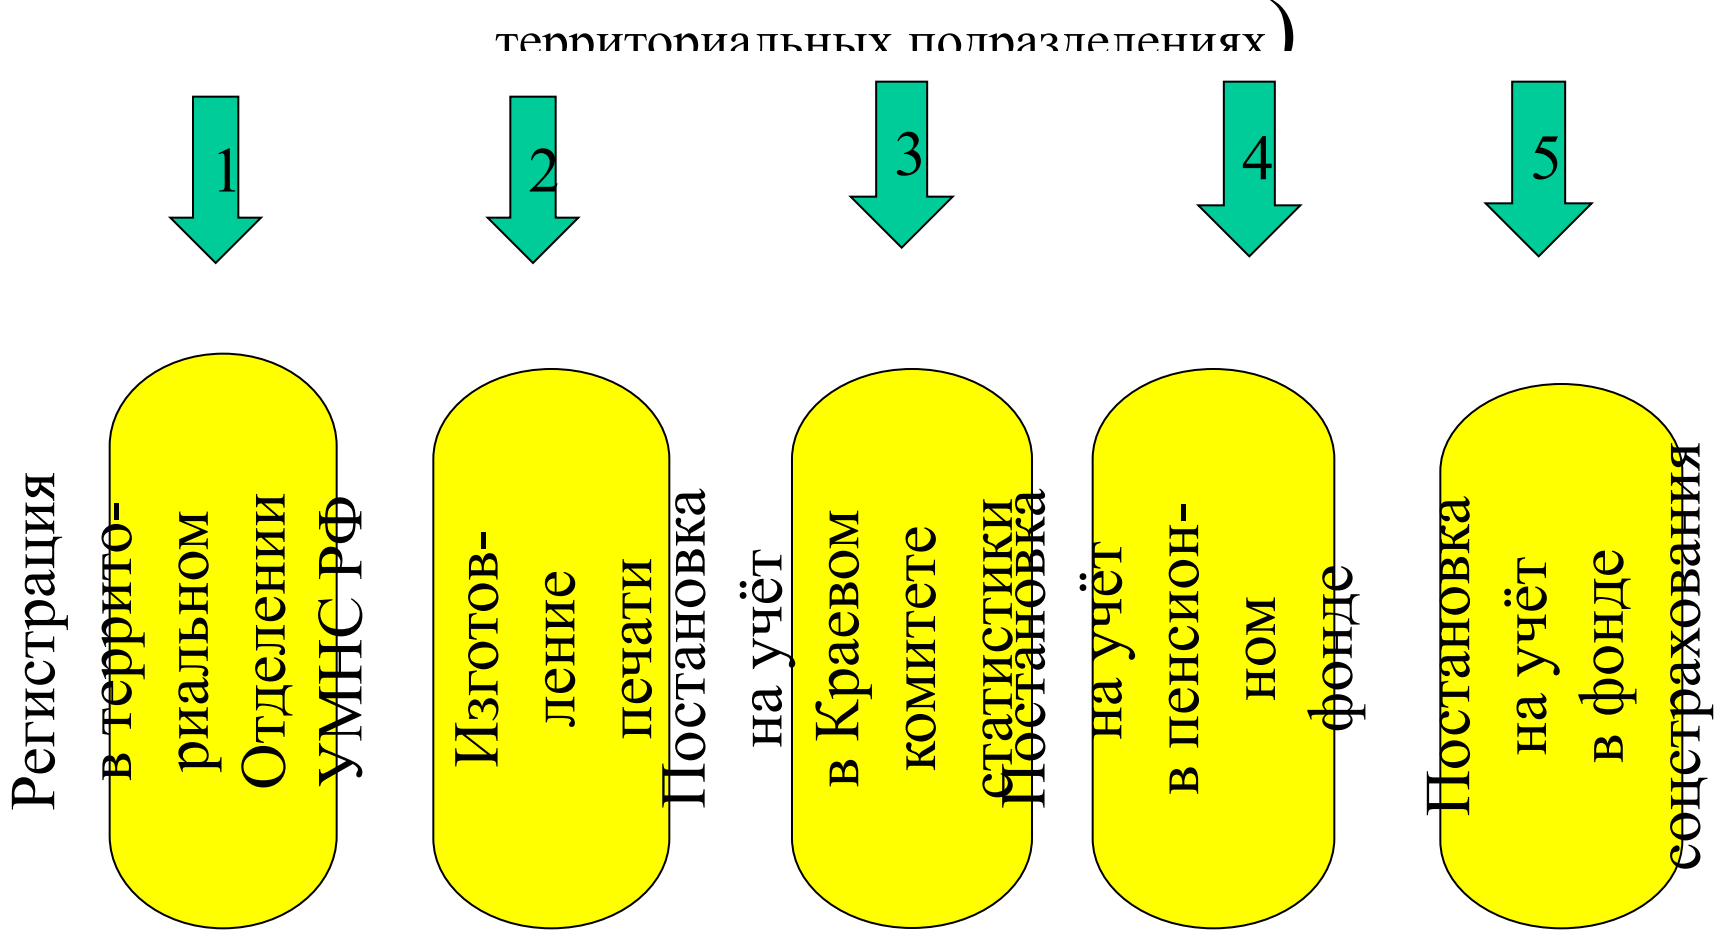 территориальных подразделениях)
1
2
3
4
5
Регистрация
в террито-
риальном
Отделении
УМНС РФ
Изготов-
ление
печати
Постановка
на учёт
в Краевом
комитете
статистики
Постановка
на учёт
в пенсион-
ном
фонде
Постановка
на учёт
в фонде
соцстрахования